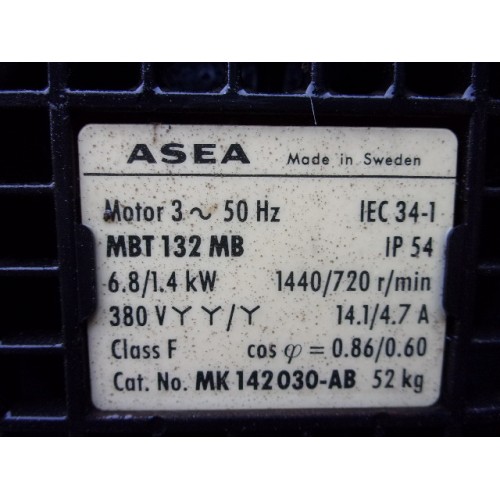 ASEA Made in Sweden
Motor 3 ~ 50 Hz IEC 34-1
MBT 132 MB IP 54
6.8/1.4 kW 1440/720 r/min
380 V YY/Y 14.1/4.7 A
Class F cos φ = 0.86/0.60
Cat. No. MK 142 030-AB 52 kg